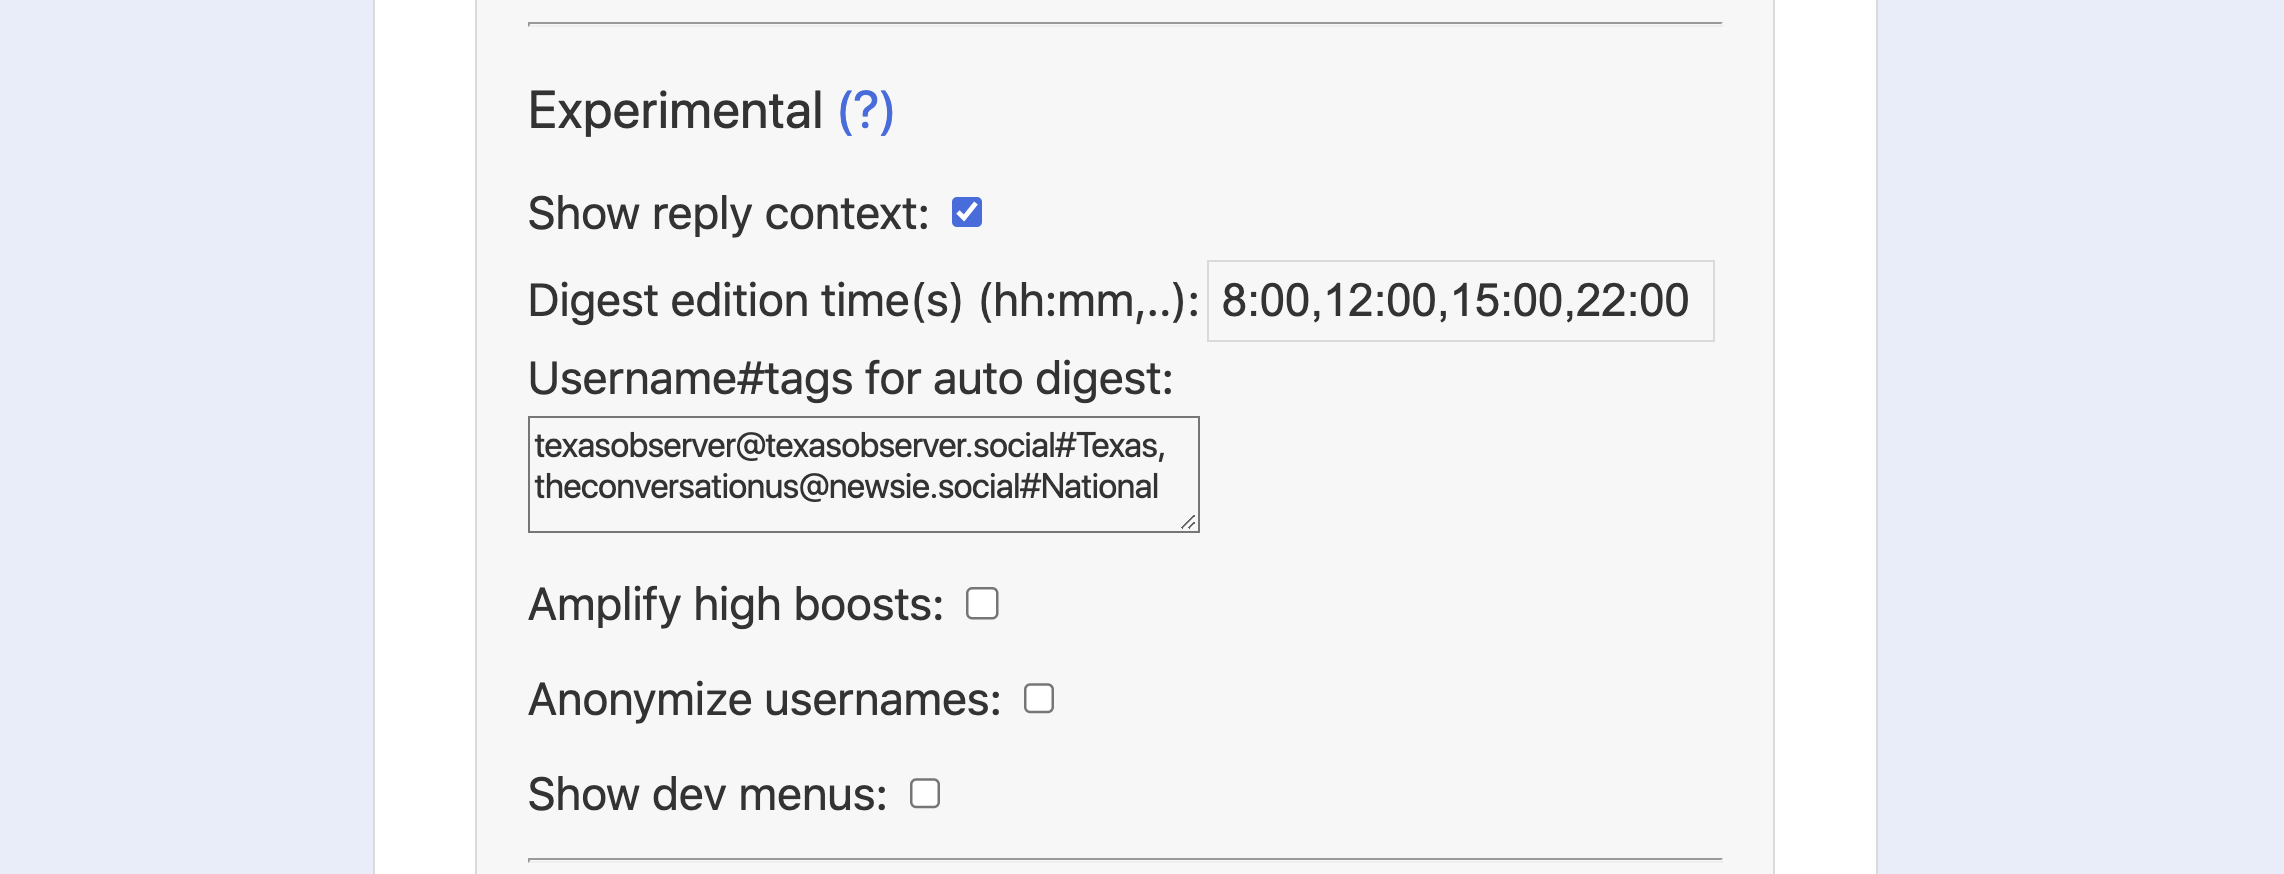 Experimental (?)
Show reply context:
Digest edition time(s) (hh:mm,..): 8:00,12:00,15:00,22:00
Username#tags for auto digest:
texasobserver@texasobserver.social#Texas,
theconversationus@newsie.social#National
Amplify high boosts:
Anonymize usernames:
Show dev menus: